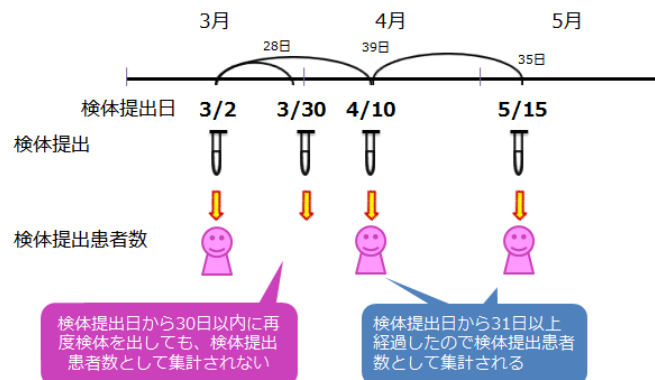 3月 4月 5月
28日 39日 35日
検体提出日 3/2 3/30 4/10 5/15
検体提出
検体提出患者数
検体提出日から30日以内に再
度検体を出しても、検体提出
患者数として集計されない
検体提出日から31日以上
経過したので検体提出患者
数として集計される